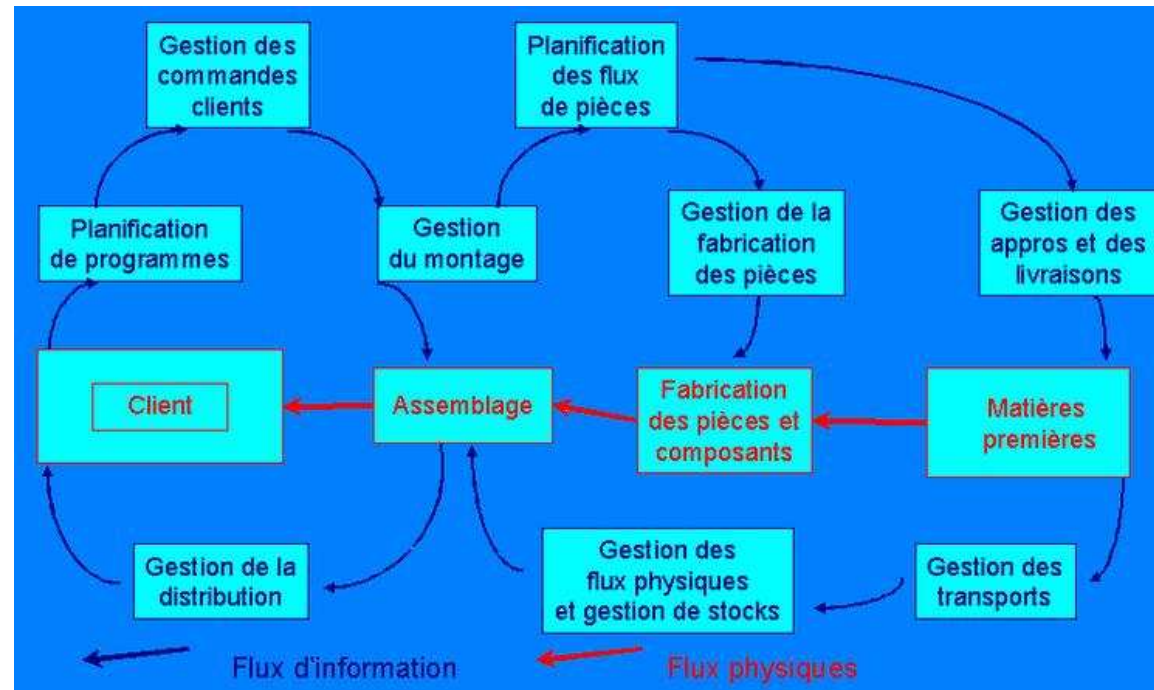 Gestion des
commandes
clients
Planification
des flux
de pièces
Planification
de programmes
Gestion
du montage
Gestion de la
fabrication
des pièces
Gestion des
appros et des
livraisons
Client
Assemblage
Fabrication
des pièces et
composants
Matières
premières
Gestion de la
distribution
Gestion des
flux physiques
et gestion de stocks
Gestion des
transports
Flux d'information
Flux physiques